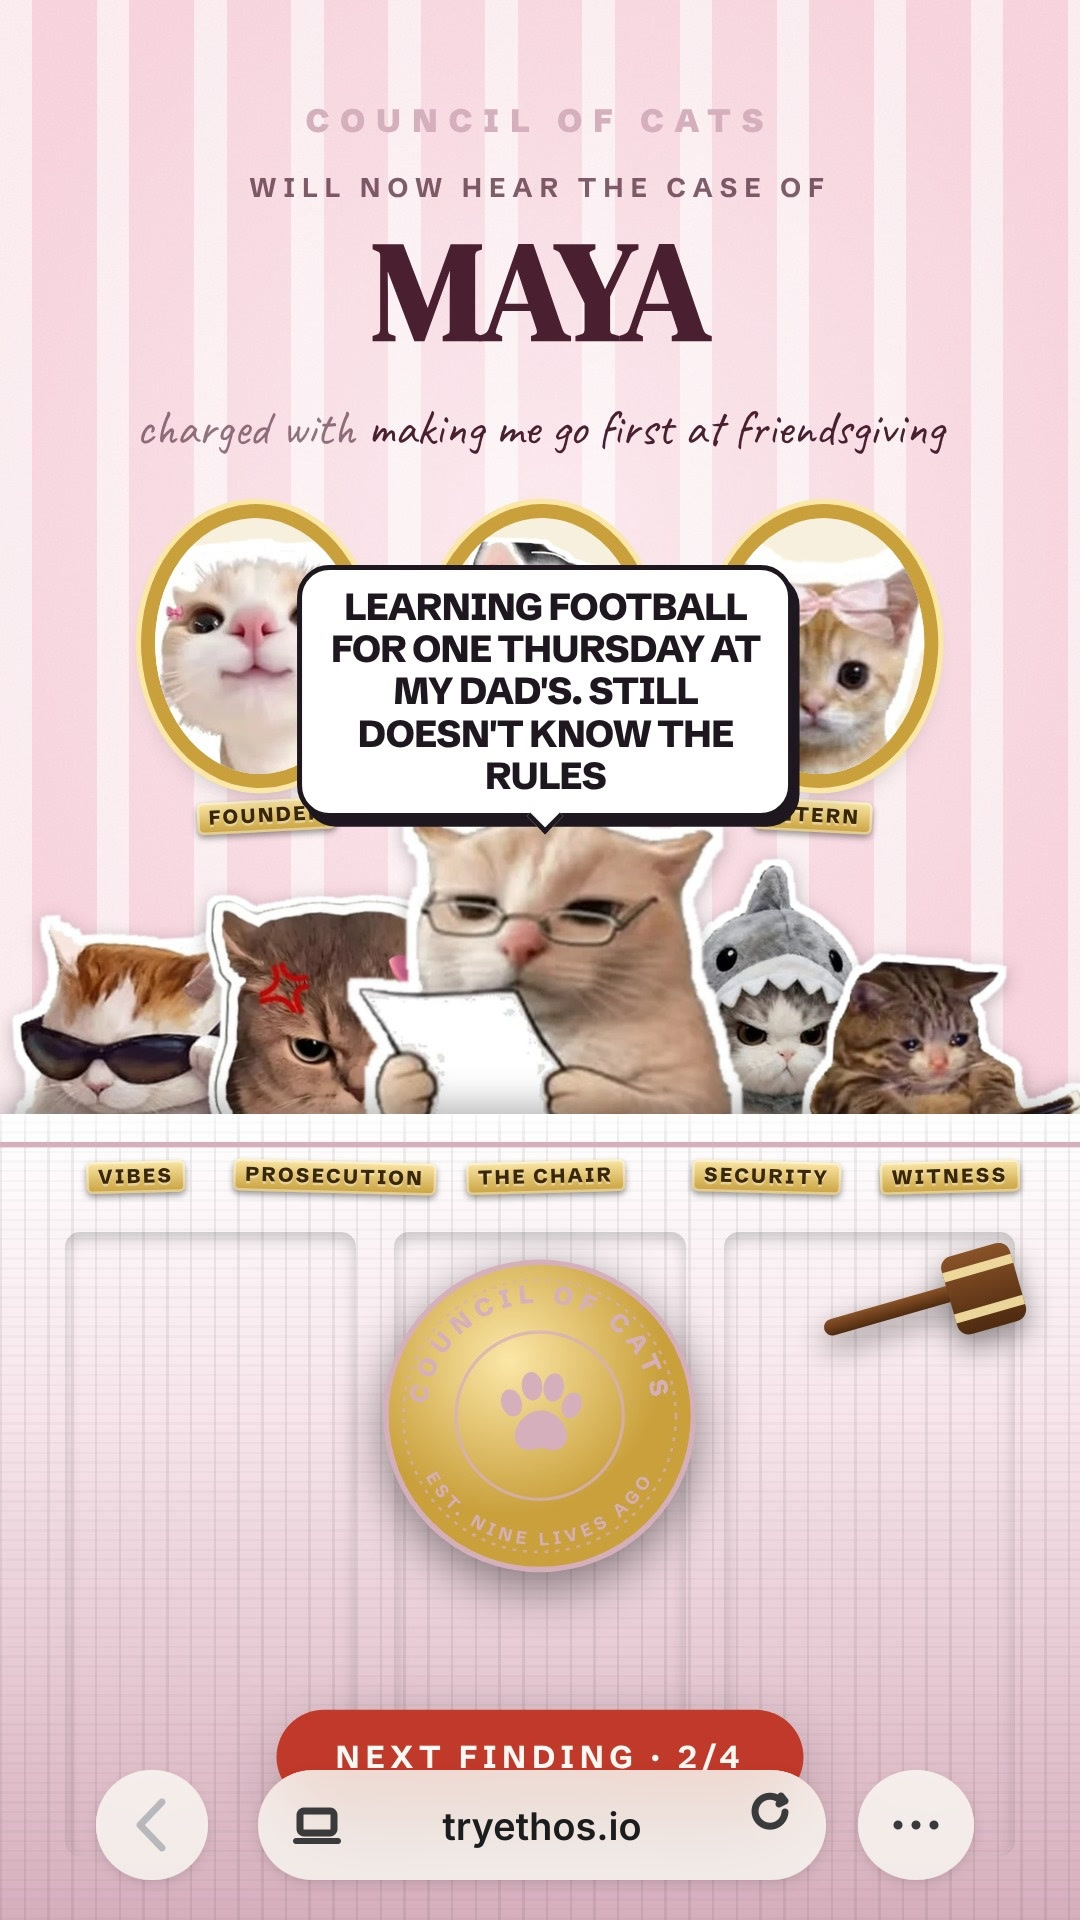 COUNCIL OF CATS
WILL NOW HEAR THE CASE OF
MAYA
charged with making me go first at friendsgiving
LEARNING FOOTBALL
FOR ONE THURSDAY AT
MY DAD'S. STILL
DOESN'T KNOW THE
RULES
VIBES
PROSECUTION
THE CHAIR
SECURITY
WITNESS
COUNCIL OF CATS
EST. NINE LIVES AGO
NEXT FINDING · 2/4
tryethos.io